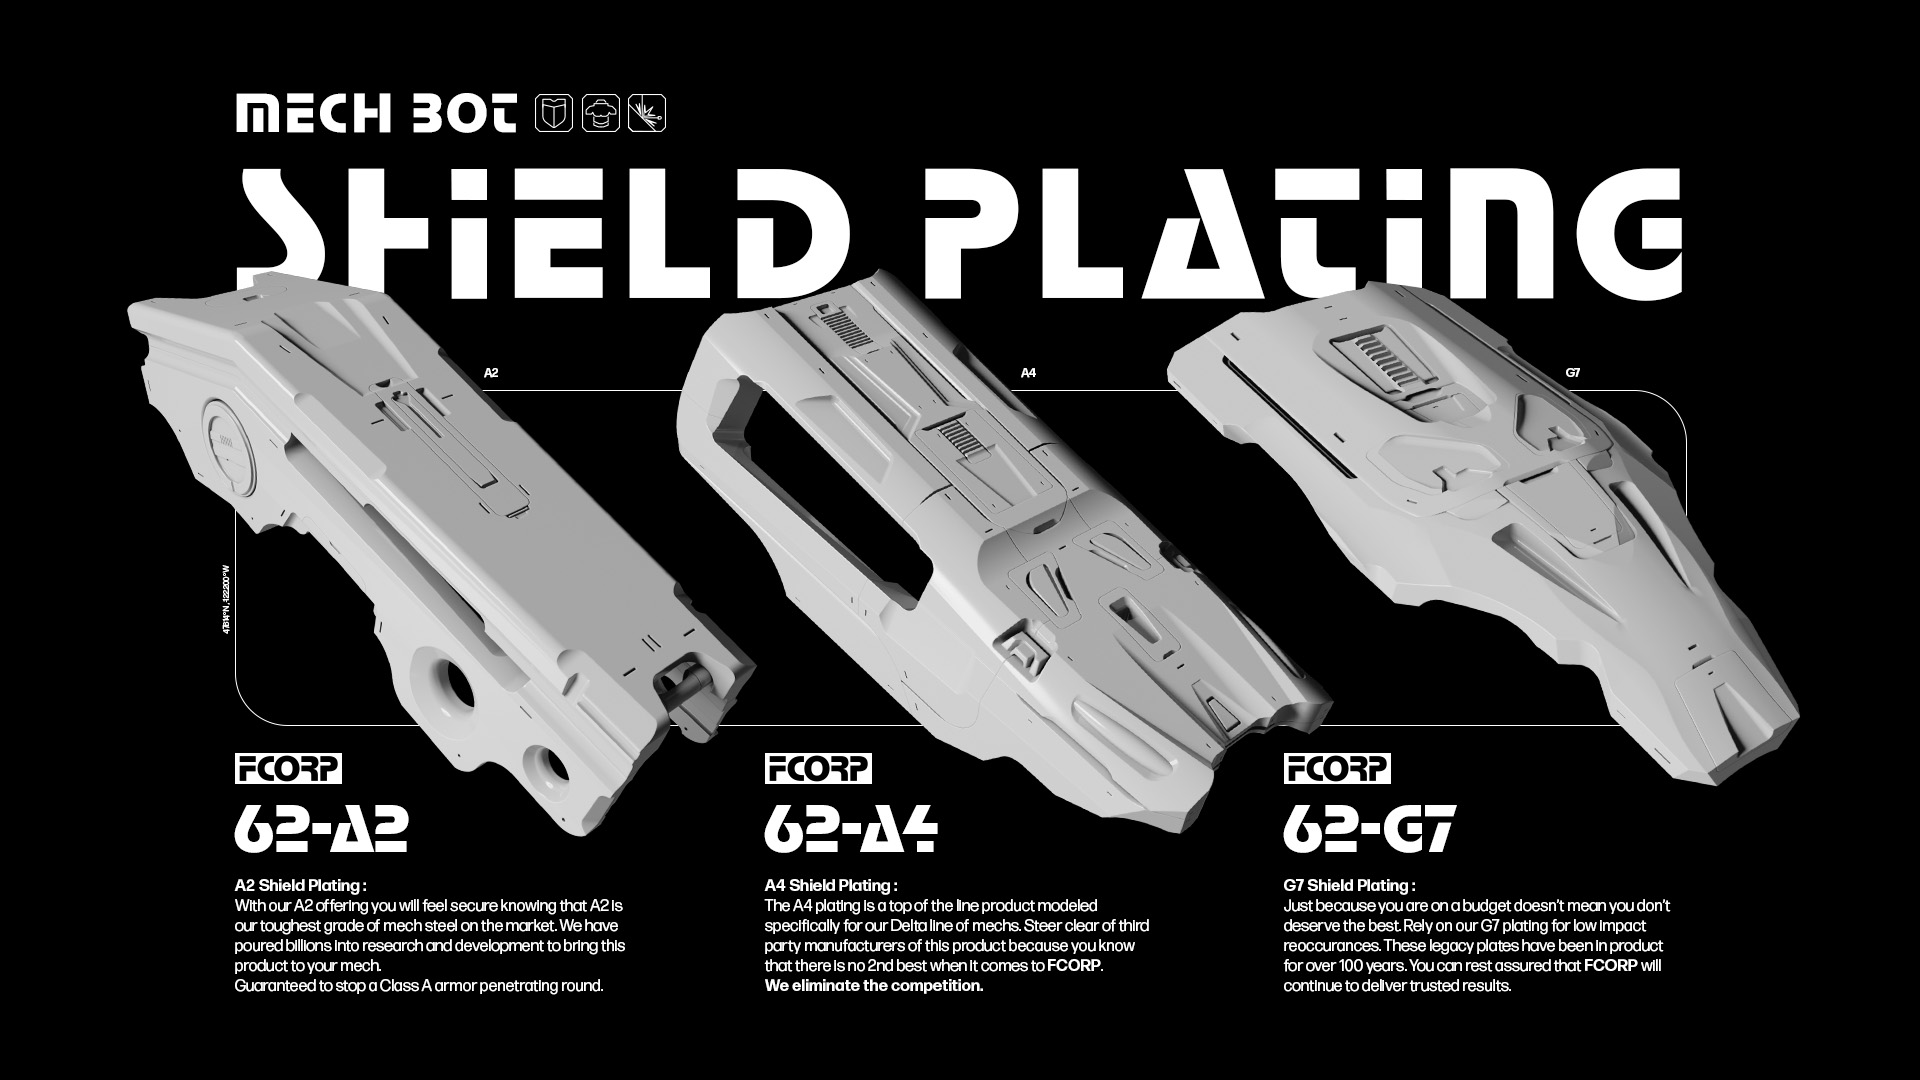 MECH BOT
SHiELD PLATiNG
A2
A4
G7
FCORP
62-A2
A2 Shield Plating :
With our A2 offering you will feel secure knowing that A2 is
our toughest grade of mech steel on the market. We have
poured billions into research and development to bring this
product to your mech.
Guaranteed to stop a Class A armor penetrating round.
FCORP
62-A4
A4 Shield Plating :
The A4 plating is a top of the line product modeled
specifically for our Delta line of mechs. Steer clear of third
party manufacturers of this product because you know
that there is no 2nd best when it comes to FCORP.
We eliminate the competition.
FCORP
62-G7
G7 Shield Plating :
Just because you are on a budget doesn't mean you don't
deserve the best. Rely on our G7 plating for low impact
reoccurances. These legacy plates have been in product
for over 100 years. You can rest assured that FCORP will
continue to deliver trusted results.